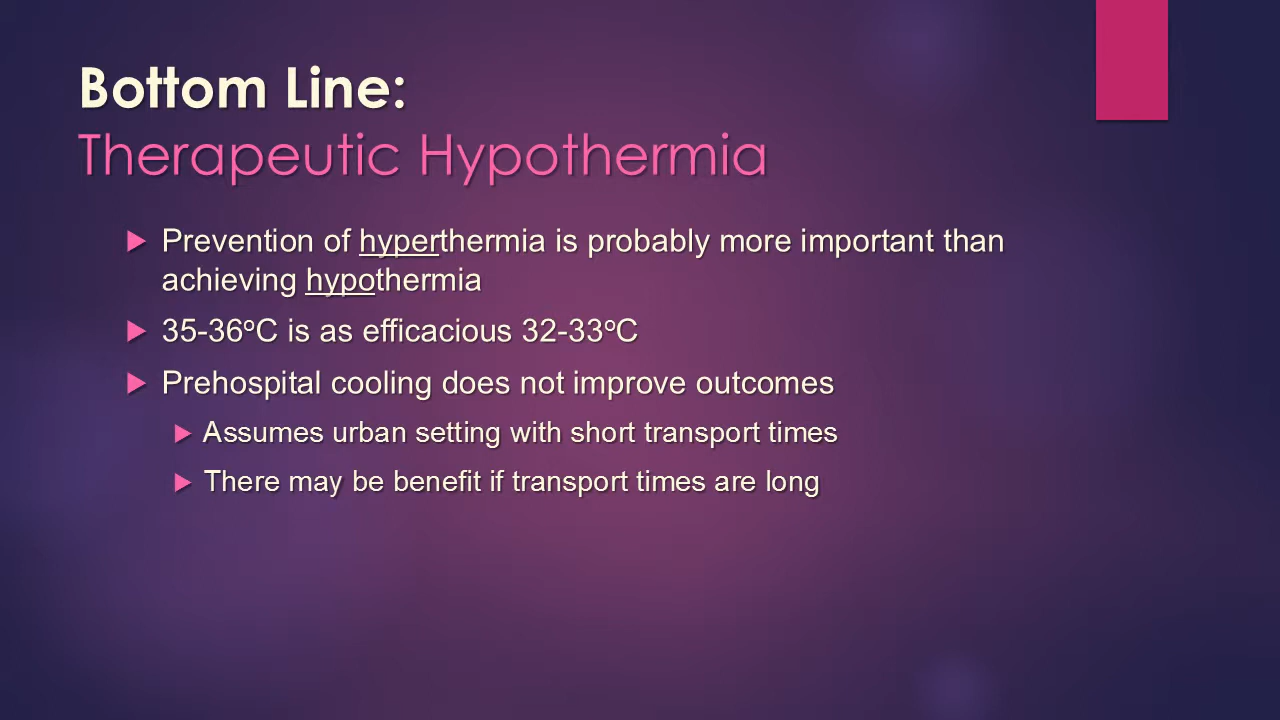 Bottom Line:
Therapeutic Hypothermia
Prevention of hyperthermia is probably more important than
achieving hypothermia
35-36ºC is as efficacious 32-33ºC
Prehospital cooling does not improve outcomes
Assumes urban setting with short transport times
There may be benefit if transport times are long